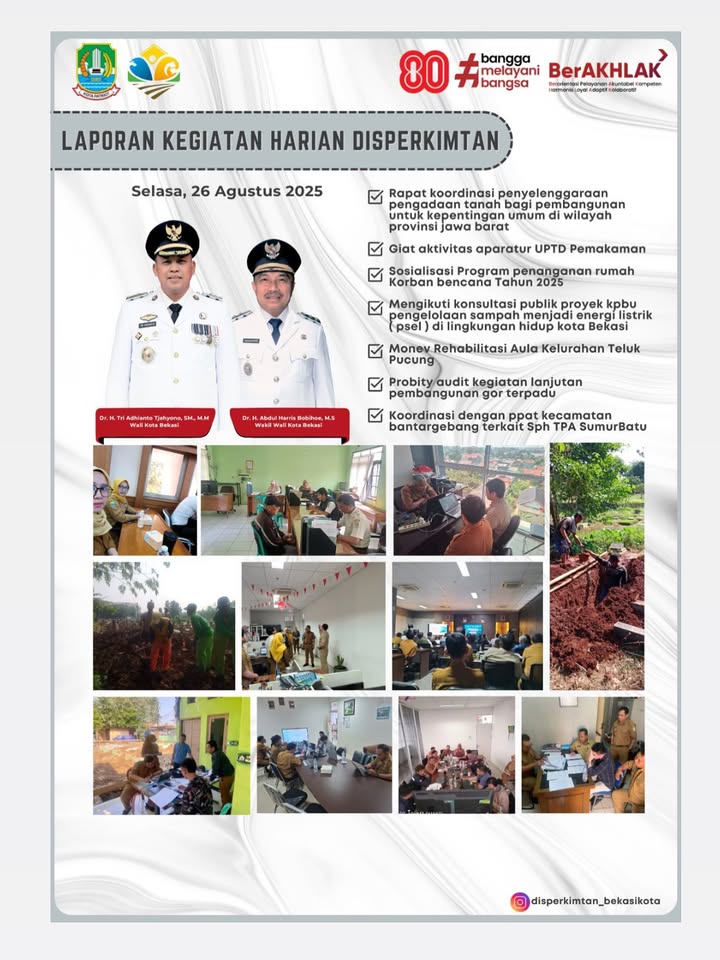 KOTA PATRIOT
80
#bangga
melayani
bangsa
BerAKHLAK
Berorientasi Pelayanan Akuntabel Kompeten
Harmonis Loyal Adaptif Kolaboratif
LAPORAN KEGIATAN HARIAN DISPERKIMTAN
Selasa, 26 Agustus 2025
Rapat koordinasi penyelenggaraan
pengadaan tanah bagi pembangunan
untuk kepentingan umum di wilayah
provinsi jawa barat
Giat aktivitas aparatur UPTD Pemakaman
Sosialisasi Program penanganan rumah
Korban bencana Tahun 2025
Mengikuti konsultasi publik proyek kpbu
pengelolaan sampah menjadi energi listrik
( psel ) di lingkungan hidup kota Bekasi
Monev Rehabilitasi Aula Kelurahan Teluk
Pucung
Probity audit kegiatan lanjutan
pembangunan gor terpadu
Koordinasi dengan ppat kecamatan
bantargebang terkait Sph TPA SumurBatu
Dr. H. Tri Adhianto Tjahyono, SM., M.M
Wali Kota Bekasi
Dr. H. Abdul Harris Bobihoe, M.S
Wakil Wali Kota Bekasi
disperkimtan_bekasikota